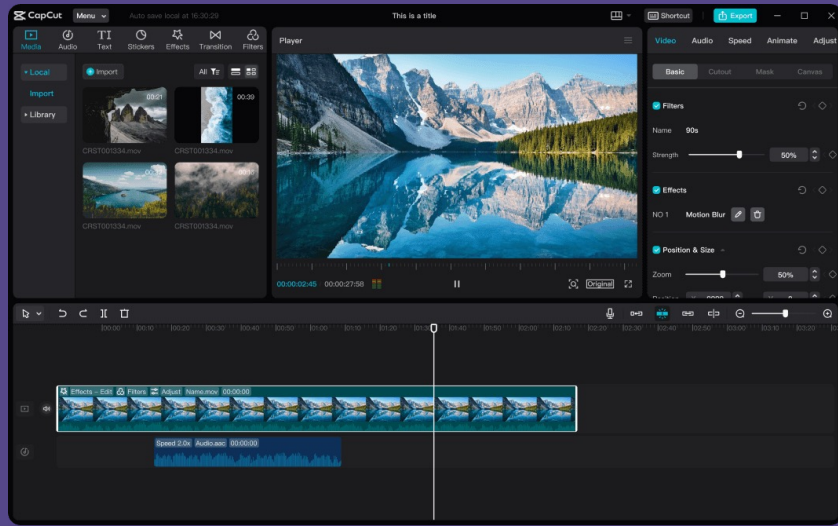 CapCut Menu Auto save local at 16:30:29 This is a title Shortcut Export
Media Audio Text Stickers Effects Transition Filters
Player
Video Audio Speed Animate Adjust
Local
Import
Library
Import All
00:21
00:39
CRST001334.mov
CRST001334.mov
CRST001334.mov
CRST001334.mov
Basic Cutout Mask Canvas
Filters
Name 90s
Strength 50%
Effects
NO 1 Motion Blur
Position & Size
Zoom 50%
Position
00:00:02:45 00:00:27:58 Original
00:00 00:10 00:20 00:30 00:40 00:50 01:00 01:10 01:20 01:30 01:40 01:50 02:00 02:10 02:20 02:30 02:40 02:50 03:00 03:10 03:20
Effects – Edit Filters Adjust Name.mov 00:00:00
Speed 2.0x Audio.aac 00:00:00